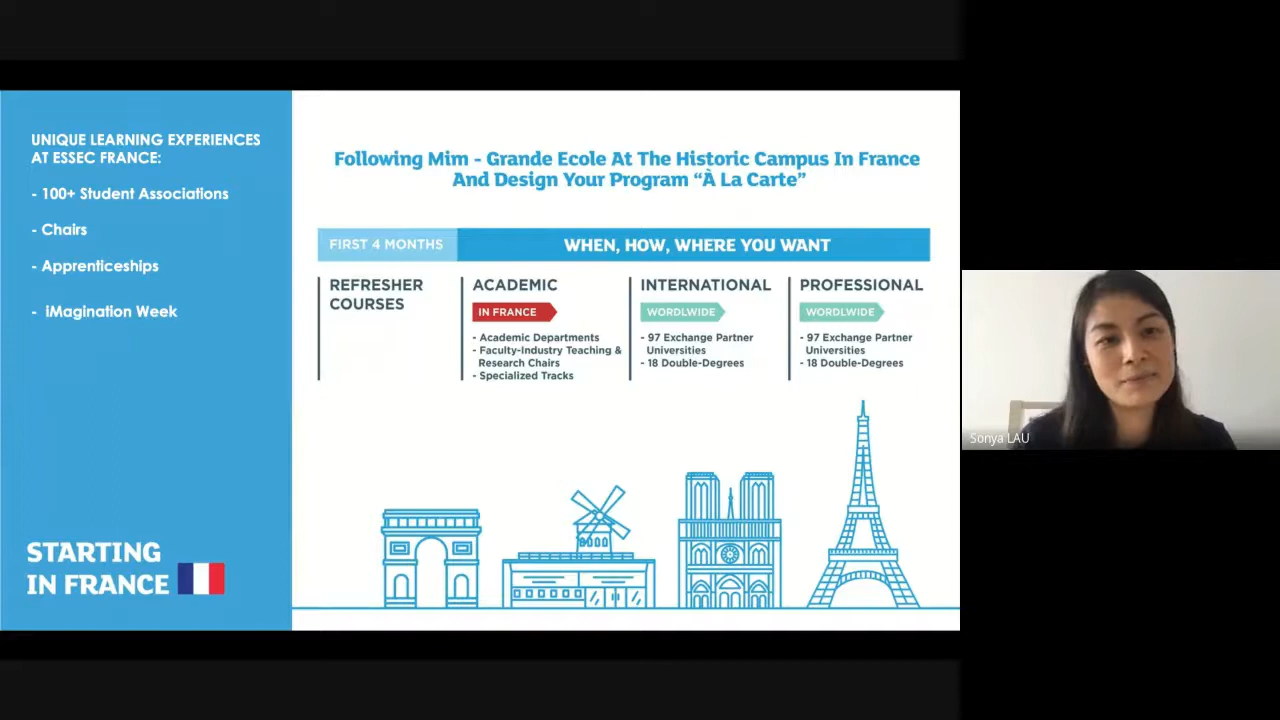 UNIQUE LEARNING EXPERIENCES
AT ESSEC FRANCE:
- 100+ Student Associations
- Chairs
- Apprenticeships
- iMagination Week
STARTING
IN FRANCE
Following Mim - Grande Ecole At The Historic Campus In France
And Design Your Program “À La Carte”
FIRST 4 MONTHS
WHEN, HOW, WHERE YOU WANT
REFRESHER
COURSES
ACADEMIC
IN FRANCE
- Academic Departments
- Faculty-Industry Teaching &
Research Chairs
- Specialized Tracks
INTERNATIONAL
WORDLWIDE
- 97 Exchange Partner
Universities
- 18 Double-Degrees
PROFESSIONAL
WORDLWIDE
- 97 Exchange Partner
Universities
- 18 Double-Degrees
Sonya LAU